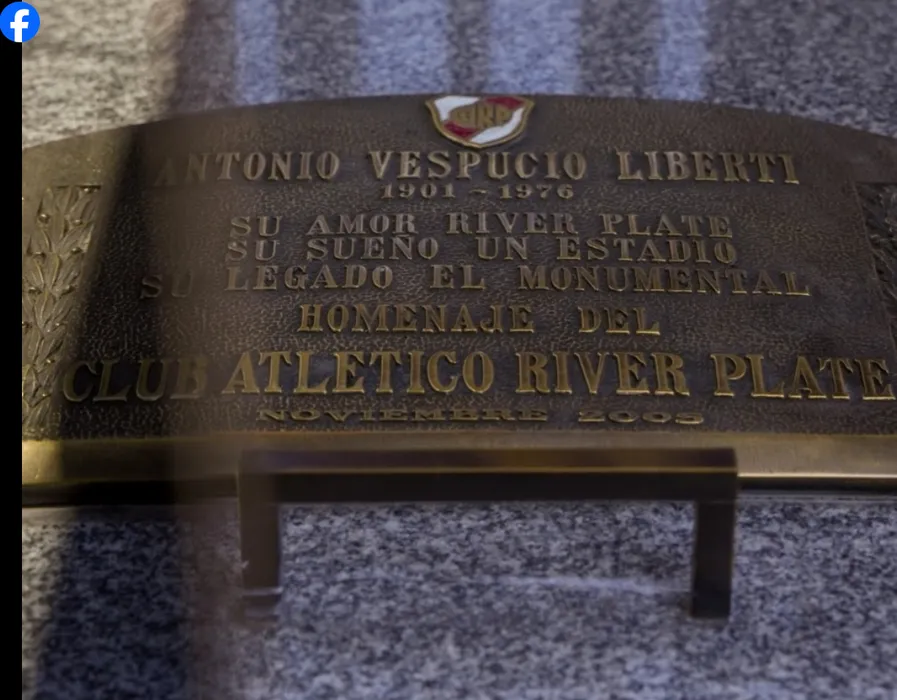 CARP
ANTONIO VESPUCIO LIBERTI
1901 - 1976
SU AMOR RIVER PLATE
SU SUEÑO UN ESTADIO
SU LEGADO EL MONUMENTAL
HOMENAJE DEL
CLUB ATLETICO RIVER PLATE
NOVIEMBRE 2005